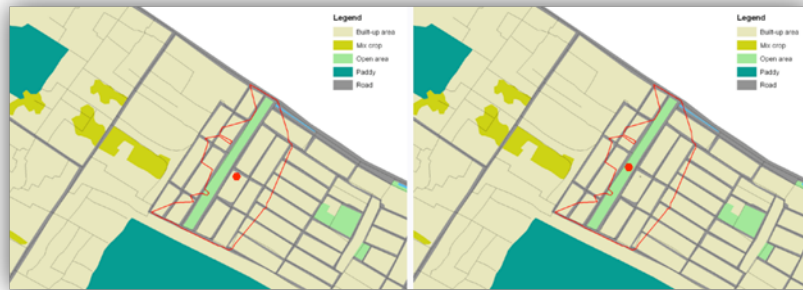 Legend
Built-up area
Mix crop
Open area
Paddy
Road
Legend
Built-up area
Mix crop
Open area
Paddy
Road